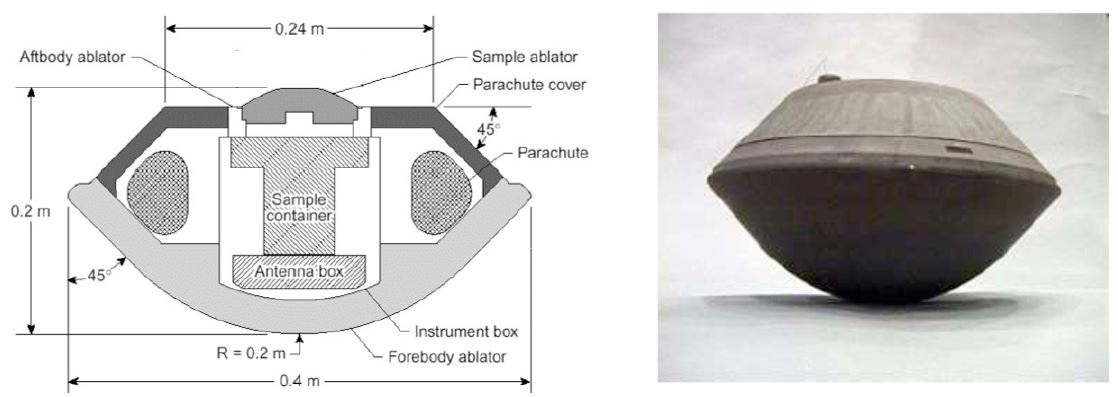 0.24 m
Aftbody ablator
Sample ablator
Parachute cover
45°
Parachute
0.2 m
Sample
container
Antenna box
45°
Instrument box
R = 0.2 m
Forebody ablator
0.4 m